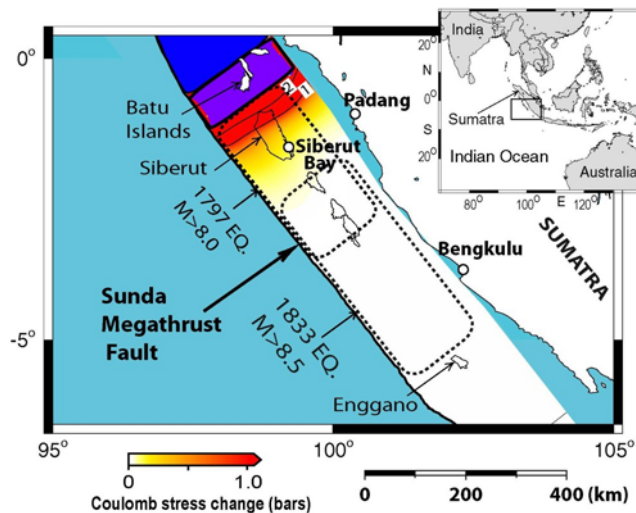 0°
-5°
95°
100°
105°
Batu
Islands
Siberut
2
1
Padang
Siberut
Bay
1797 EQ.
M>8.0
Sunda
Megathrust
Fault
1833 EQ.
M>8.5
Bengkulu
SUMATRA
Enggano
India
Sumatra
Indian Ocean
Australia
20°
N
0°
S
20°
80°
100°
E
120°
0
1.0
Coulomb stress change (bars)
0
200
400 (km)